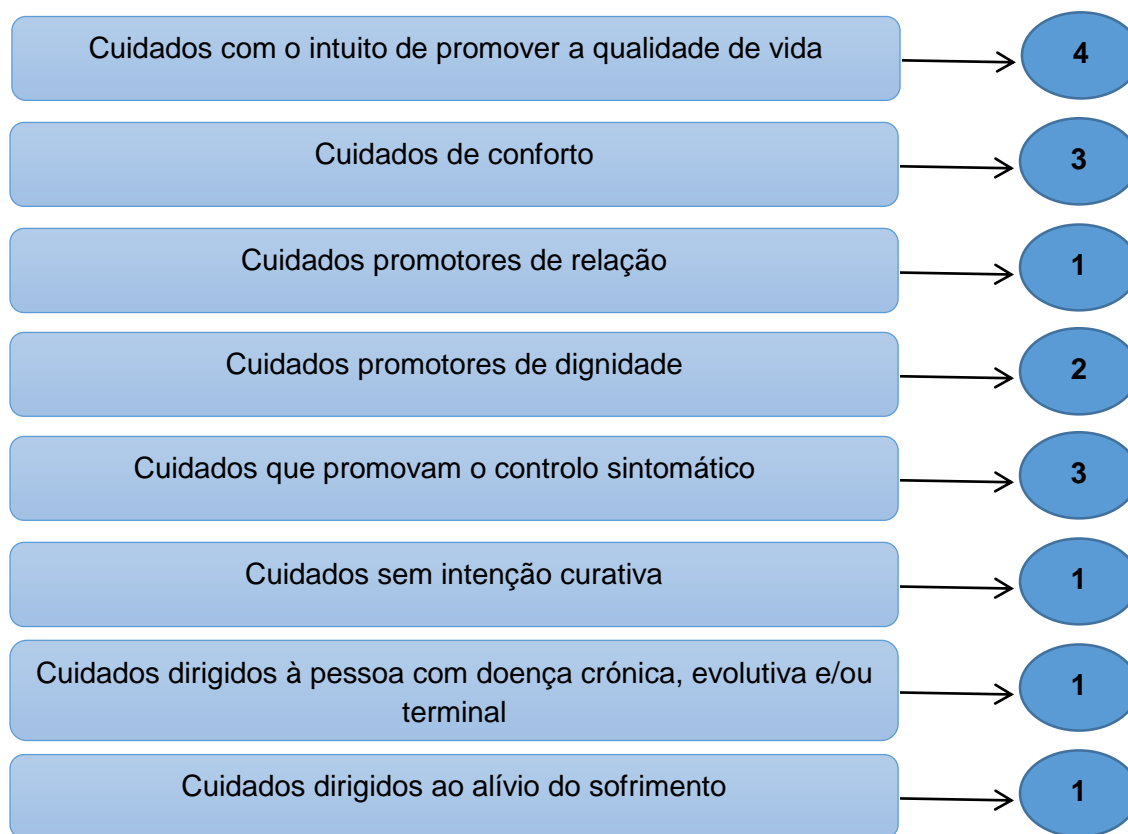 Cuidados com o intuito de promover a qualidade de vida 4
Cuidados de conforto 3
Cuidados promotores de relação 1
Cuidados promotores de dignidade 2
Cuidados que promovam o controlo sintomático 3
Cuidados sem intenção curativa 1
Cuidados dirigidos à pessoa com doença crónica, evolutiva e/ou
terminal 1
Cuidados dirigidos ao alívio do sofrimento 1